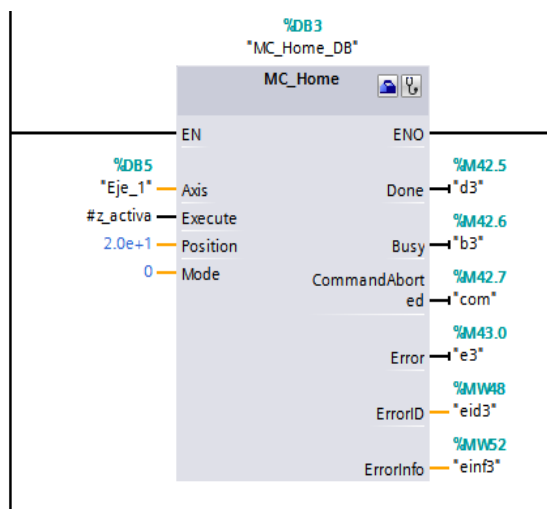 %DB3
"MC_Home_DB"
MC_Home
EN ENO
%DB5 %M42.5
"Eje_1" Axis Done "d3"
#z_activa Execute %M42.6
2.0e+1 Position Busy "b3"
0 Mode CommandAbort %M42.7
ed "com"
%M43.0
Error "e3"
%MW48
ErrorID "eid3"
%MW52
ErrorInfo "einf3"